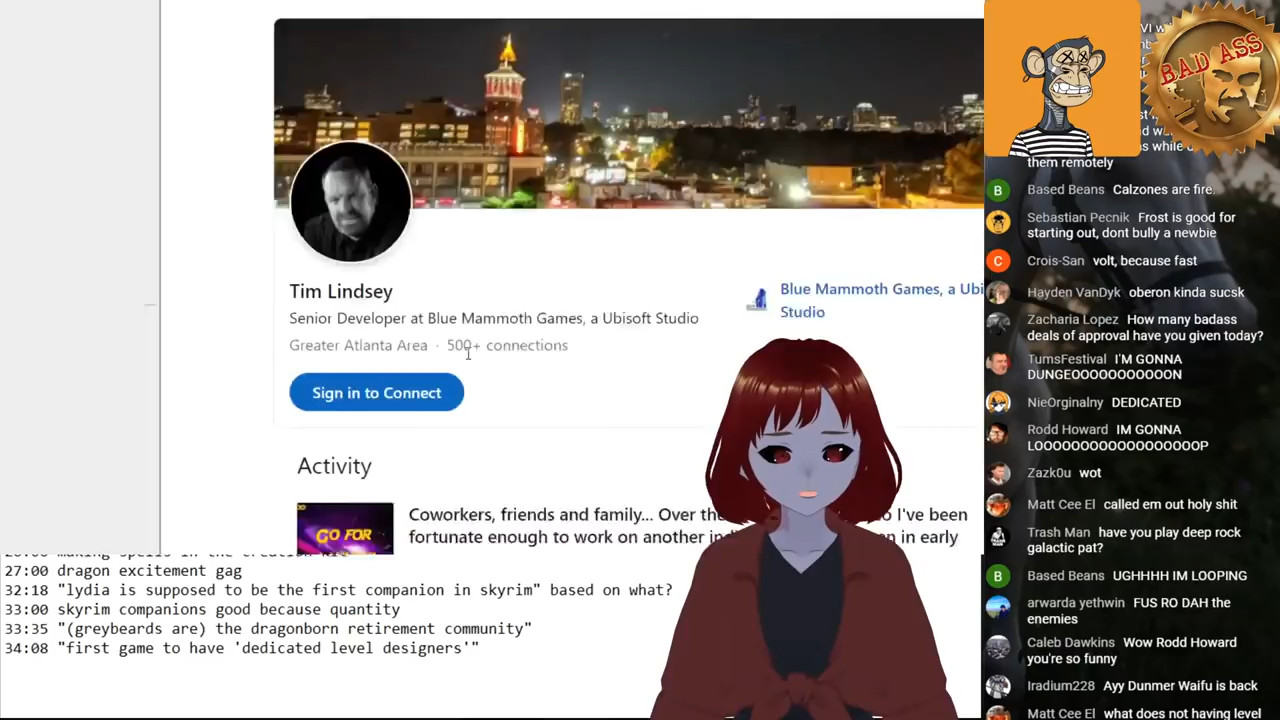 Tim Lindsey
Senior Developer at Blue Mammoth Games, a Ubisoft Studio
Greater Atlanta Area · 500+ connections
Sign in to Connect
Blue Mammoth Games, a Ubi
Studio
Activity
GO FOR
Coworkers, friends and family... Over the
o I've been
fortunate enough to work on another in
en in early
27:00 dragon excitement gag
32:18 "lydia is supposed to be the first companion in skyrim" based on what?
33:00 skyrim companions good because quantity
33:35 "(greybeards are) the dragonborn retirement community"
34:08 "first game to have 'dedicated level designers'"
BAD ASS
them remotely
B Based Beans Calzones are fire.
Sebastian Pecnik Frost is good for
starting out, dont bully a newbie
C Crois-San volt, because fast
Hayden VanDyk oberon kinda sucsk
Zacharia Lopez How many badass
deals of approval have you given today?
TumsFestival I'M GONNA
DUNGEOOOOOOOOOOON
NieOrginalny DEDICATED
Rodd Howard IM GONNA
LOOOOOOOOOOOOOOOOOOP
Zazk0u wot
Matt Cee El called em out holy shit
Trash Man have you play deep rock
galactic pat?
B Based Beans UGHHHH IM LOOPING
arwarda yethwin FUS RO DAH the
enemies
Caleb Dawkins Wow Rodd Howard
you're so funny
Iradium228 Ayy Dunmer Waifu is back
Matt Cee El what does not having level